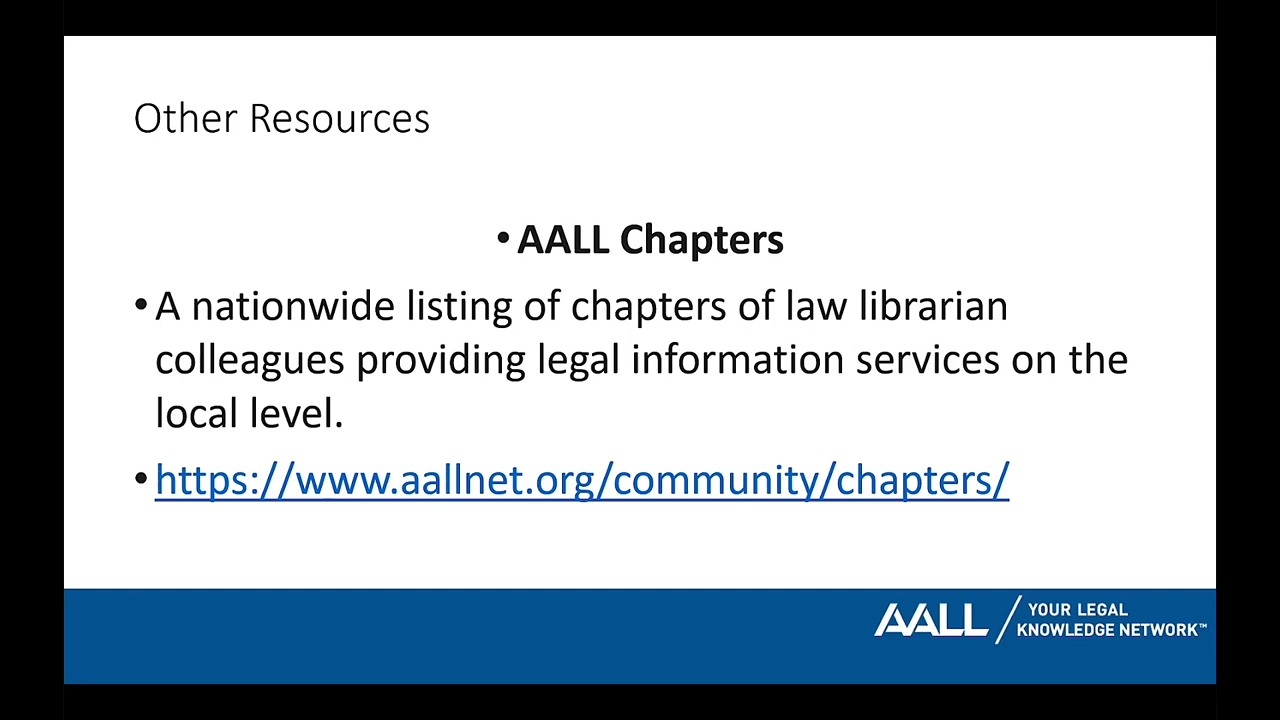 Other Resources
• AALL Chapters
• A nationwide listing of chapters of law librarian
colleagues providing legal information services on the
local level.
• https://www.aallnet.org/community/chapters/
AALL / YOUR LEGAL
KNOWLEDGE NETWORK™